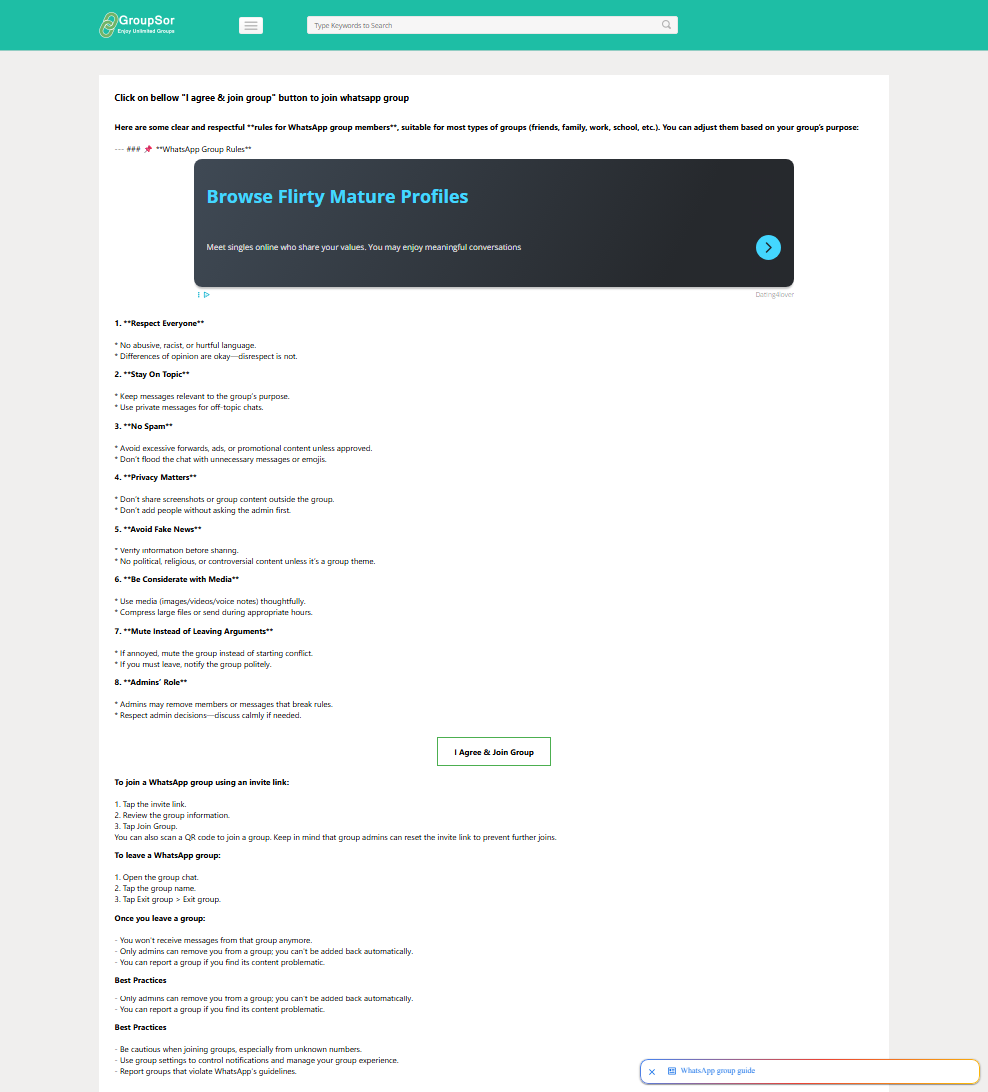 GroupSor
Enjoy Unlimited Groups
Type Keywords to Search
Click on bellow "I agree & join group" button to join whatsapp group
Here are some clear and respectful **rules for WhatsApp group members**, suitable for most types of groups (friends, family, work, school, etc.). You can adjust them based on your group's purpose:
--- ### 📌 **WhatsApp Group Rules**
Browse Flirty Mature Profiles
Meet singles online who share your values. You may enjoy meaningful conversations
Dating4lover
1. **Respect Everyone**
* No abusive, racist, or hurtful language.
* Differences of opinion are okay—disrespect is not.
2. **Stay On Topic**
* Keep messages relevant to the group's purpose.
* Use private messages for off-topic chats.
3. **No Spam**
* Avoid excessive forwards, ads, or promotional content unless approved.
* Don't flood the chat with unnecessary messages or emojis.
4. **Privacy Matters**
* Don't share screenshots or group content outside the group.
* Don't add people without asking the admin first.
5. **Avoid Fake News**
* Verify information before sharing.
* No political, religious, or controversial content unless it's a group theme.
6. **Be Considerate with Media**
* Use media (images/videos/voice notes) thoughtfully.
* Compress large files or send during appropriate hours.
7. **Mute Instead of Leaving Arguments**
* If annoyed, mute the group instead of starting conflict.
* If you must leave, notify the group politely.
8. **Admins' Role**
* Admins may remove members or messages that break rules.
* Respect admin decisions—discuss calmly if needed.
I Agree & Join Group
To join a WhatsApp group using an invite link:
1. Tap the invite link.
2. Review the group information.
3. Tap Join Group.
You can also scan a QR code to join a group. Keep in mind that group admins can reset the invite link to prevent further joins.
To leave a WhatsApp group:
1. Open the group chat.
2. Tap the group name.
3. Tap Exit group > Exit group.
Once you leave a group:
- You won't receive messages from that group anymore.
- Only admins can remove you from a group; you can't be added back automatically.
- You can report a group if you find its content problematic.
Best Practices
- Only admins can remove you from a group; you can't be added back automatically.
- You can report a group if you find its content problematic.
Best Practices
- Be cautious when joining groups, especially from unknown numbers.
- Use group settings to control notifications and manage your group experience.
- Report groups that violate WhatsApp's guidelines.
WhatsApp group guide